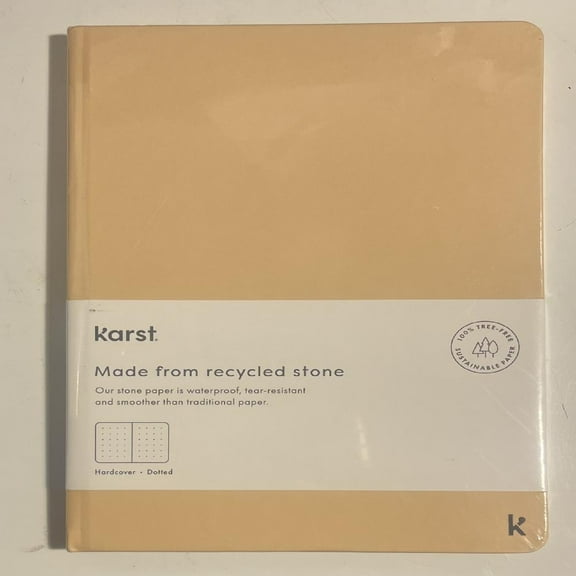 Karst.
100% TREE-FREE
SUSTAINABLE PAPER
Made from recycled stone
Our stone paper is waterproof, tear-resistant
and smoother than traditional paper.
Hardcover • Dotted
k